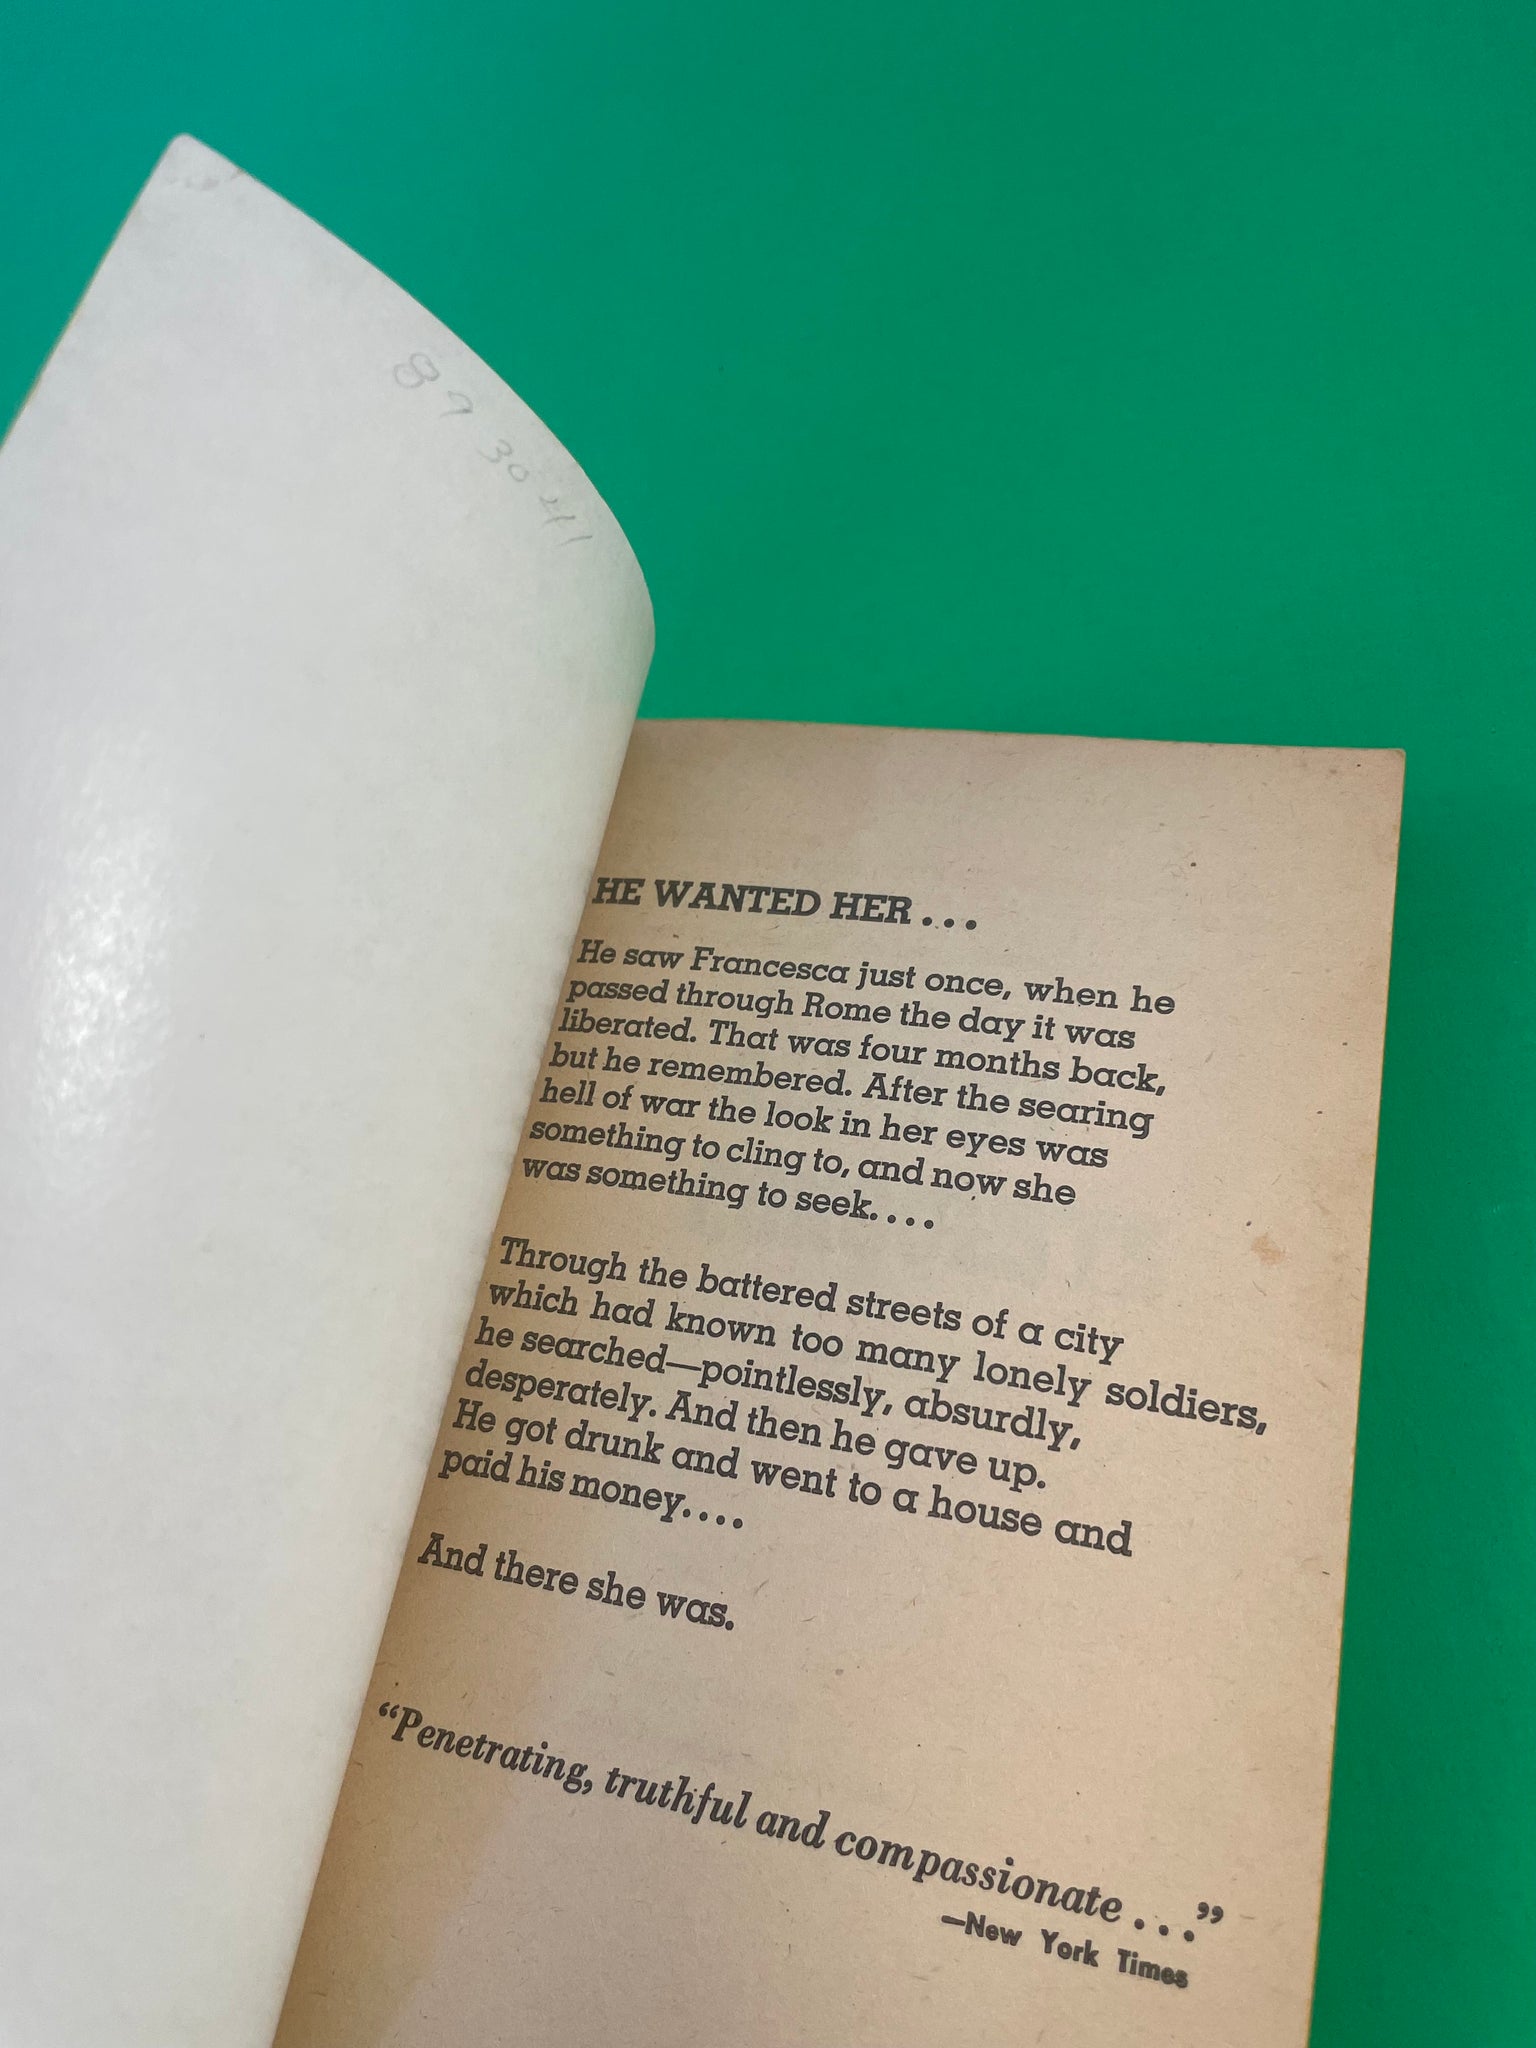 HE WANTED HER . . .
He saw Francesca just once, when he
passed through Rome the day it was
liberated. That was four months back,
but he remembered. After the searing
hell of war the look in her eyes was
something to cling to, and now she
was something to seek. . . .
Through the battered streets of a city
which had known too many lonely soldiers,
he searched—pointlessly, absurdly,
desperately. And then he gave up.
He got drunk and went to a house and
paid his money. . . .
And there she was.
“Penetrating, truthful and compassionate . . .”
—New York Times